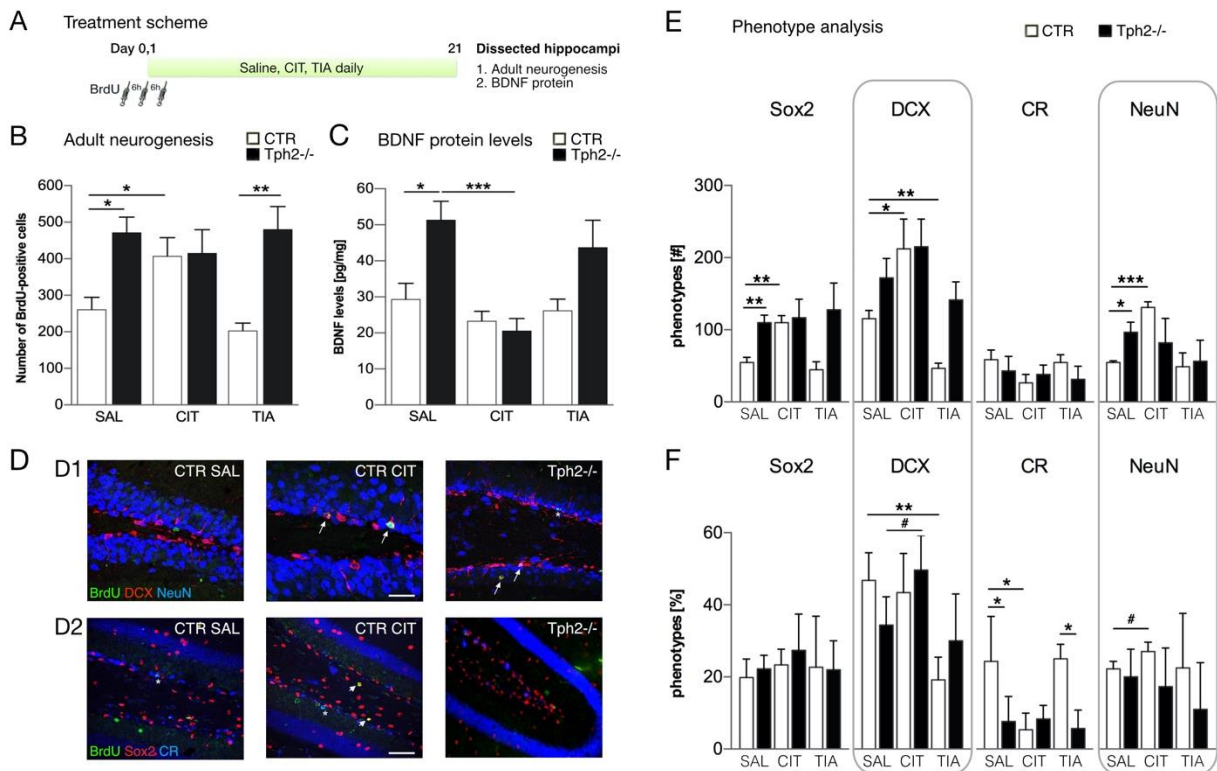 A Treatment scheme
Day 0,1 21
Saline, CIT, TIA daily
BrdU 6h 6h
Dissected hippocampi
1. Adult neurogenesis
2. BDNF protein
B Adult neurogenesis
CTR
Tph2-/-
Number of BrdU-positive cells
600
500
400
300
200
100
0
* * **
SAL CIT TIA
C BDNF protein levels
CTR
Tph2-/-
BDNF levels [pg/mg]
60
50
40
30
20
10
0
* ***
SAL CIT TIA
D D1
CTR SAL CTR CIT Tph2-/-
BrdU DCX NeuN
*
D2
CTR SAL CTR CIT Tph2-/-
BrdU Sox2 CR
* *
E Phenotype analysis
CTR Tph2-/-
Sox2 DCX CR NeuN
phenotypes [#]
300
200
100
0
** ** * ** * ***
SAL CIT TIA SAL CIT TIA SAL CIT TIA SAL CIT TIA
F
Sox2 DCX CR NeuN
phenotypes [%]
60
40
20
0
** # * * * #
SAL CIT TIA SAL CIT TIA SAL CIT TIA SAL CIT TIA